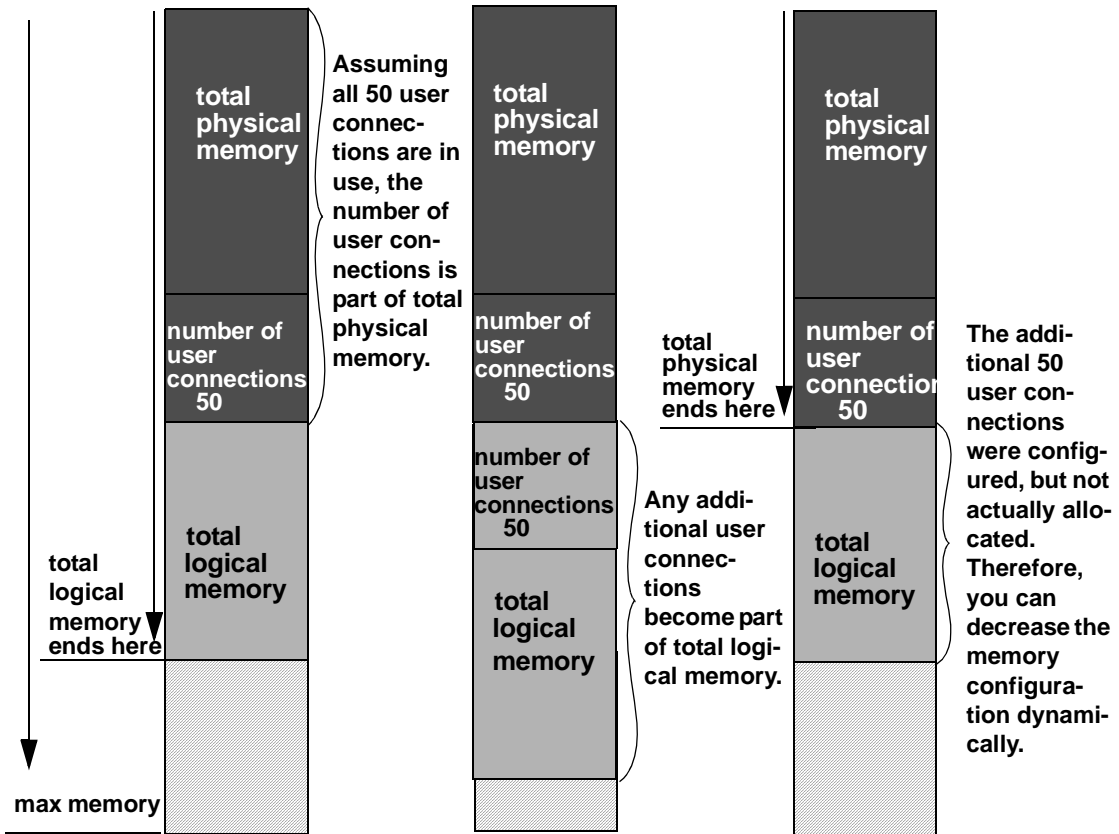 total
physical
memory
number of
user
connections
50
total
logical
memory
Assuming
all 50 user
connec-
tions are in
use, the
number of
user con-
nections is
part of total
physical
memory.
total
logical
memory
ends here
max memory
total
physical
memory
number of
user
connections
50
number of
user
connections
50
total
logical
memory
Any addi-
tional user
connec-
tions
become part
of total logi-
cal memory.
total
physical
memory
ends here
total
physical
memory
number of
user
connection
50
total
logical
memory
The addi-
tional 50
user con-
nections
were config-
ured, but not
actually allo-
cated.
Therefore,
you can
decrease the
memory
configura-
tion dynami-
cally.